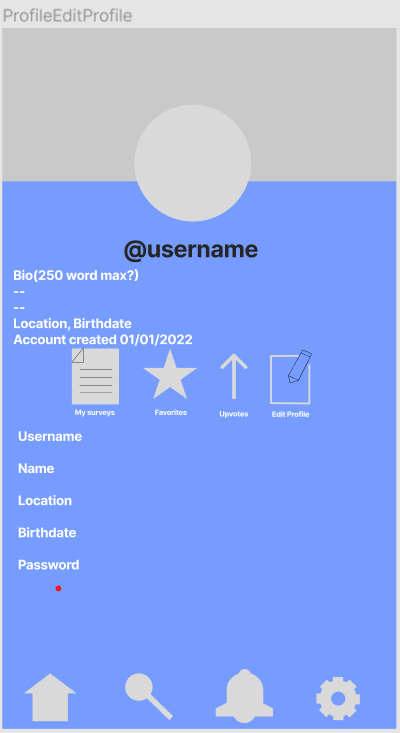 ProfileEditProfile
@username
Bio(250 word max?)
--
--
Location, Birthdate
Account created 01/01/2022
My surveys Favorites Upvotes Edit Profile
Username
Name
Location
Birthdate
Password